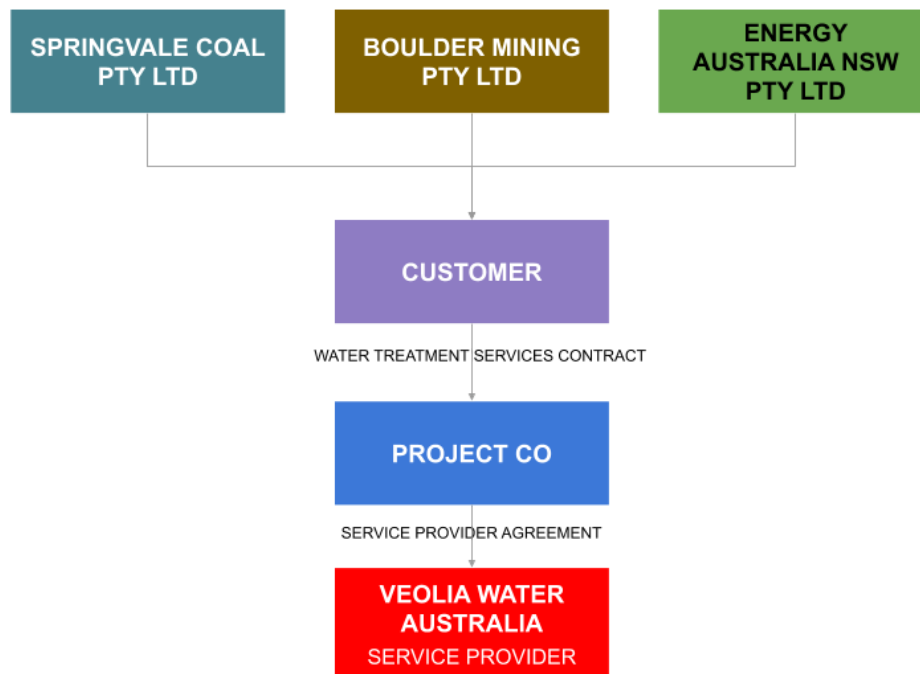 SPRINGVALE COAL
PTY LTD
BOULDER MINING
PTY LTD
ENERGY
AUSTRALIA NSW
PTY LTD
CUSTOMER
WATER TREATMENT SERVICES CONTRACT
PROJECT CO
SERVICE PROVIDER AGREEMENT
VEOLIA WATER
AUSTRALIA
SERVICE PROVIDER